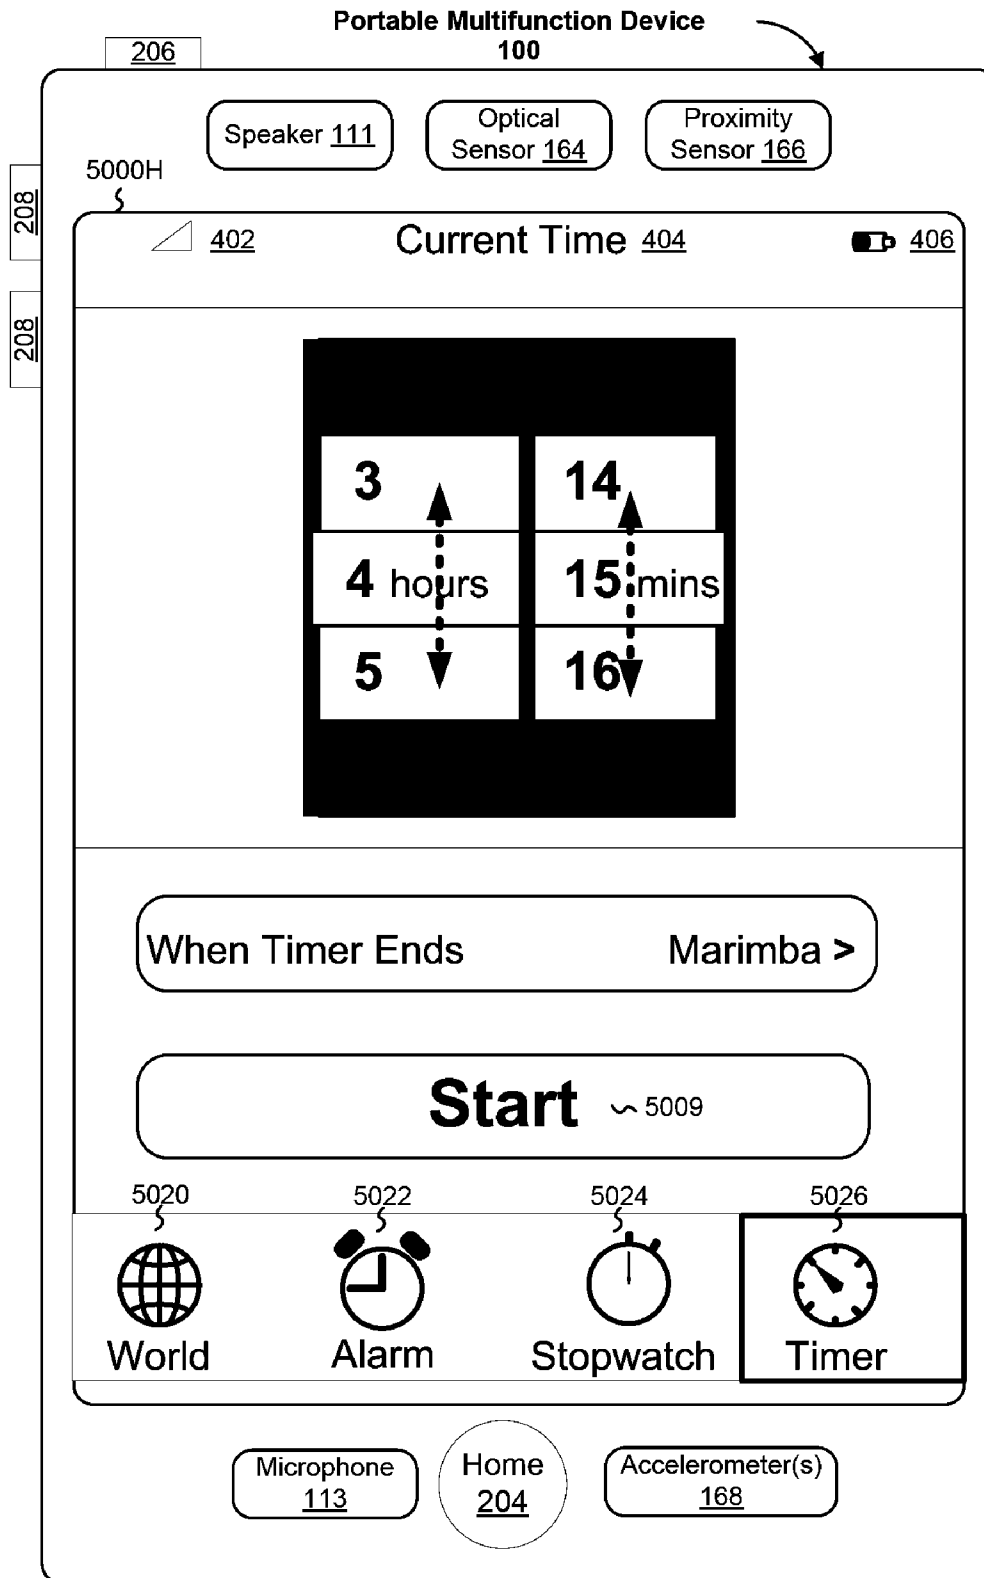 Portable Multifunction Device
100
206
Speaker 111
Optical
Sensor 164
Proximity
Sensor 166
5000H
208
208
402
Current Time 404
406
3
14
4 hours
15 mins
5
16
When Timer Ends
Marimba >
Start
5009
5020
5022
5024
5026
World
Alarm
Stopwatch
Timer
Microphone
113
Home
204
Accelerometer(s)
168